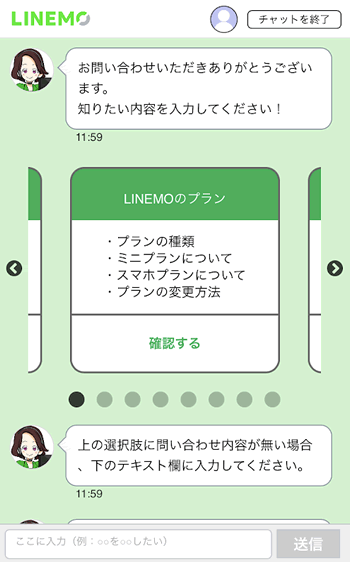 LINEMO
チャットを終了
お問い合わせいただきありがとうござい
ます。
知りたい内容を入力してください！
11:59
LINEMOのプラン
・プランの種類
・ミニプランについて
・スマホプランについて
・プランの変更方法
確認する
上の選択肢に問い合わせ内容が無い場合
、下のテキスト欄に入力してください。
11:59
ここに入力（例：○○を○○したい）
送信